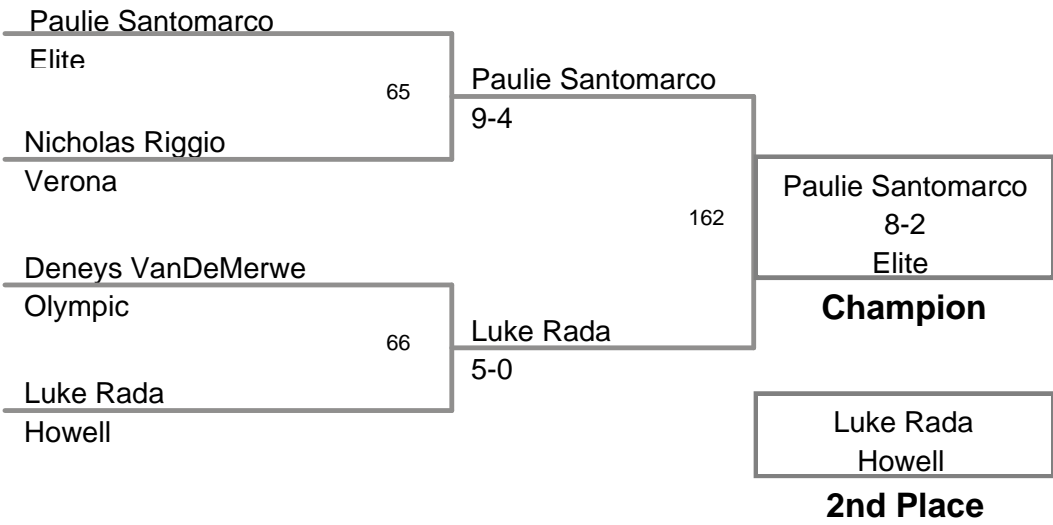 Paulie Santomarco
Elite
65
Nicholas Riggio
Verona
Paulie Santomarco
9-4
Deneys VanDeMerwe
Olympic
66
Luke Rada
Howell
Luke Rada
5-0
162
Paulie Santomarco
8-2
Elite
Champion
Luke Rada
Howell
2nd Place